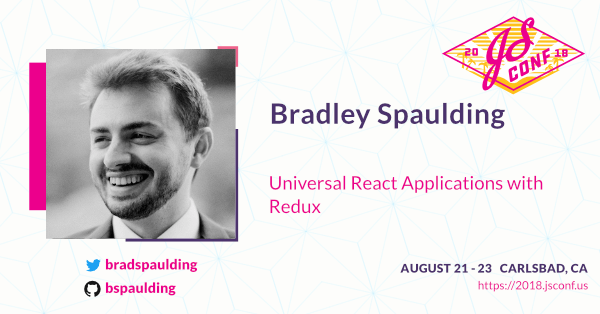 20 JS 18
CONF
Bradley Spaulding
Universal React Applications with
Redux
bradspaulding
bspaulding
AUGUST 21 - 23 CARLSBAD, CA
https://2018.jsconf.us